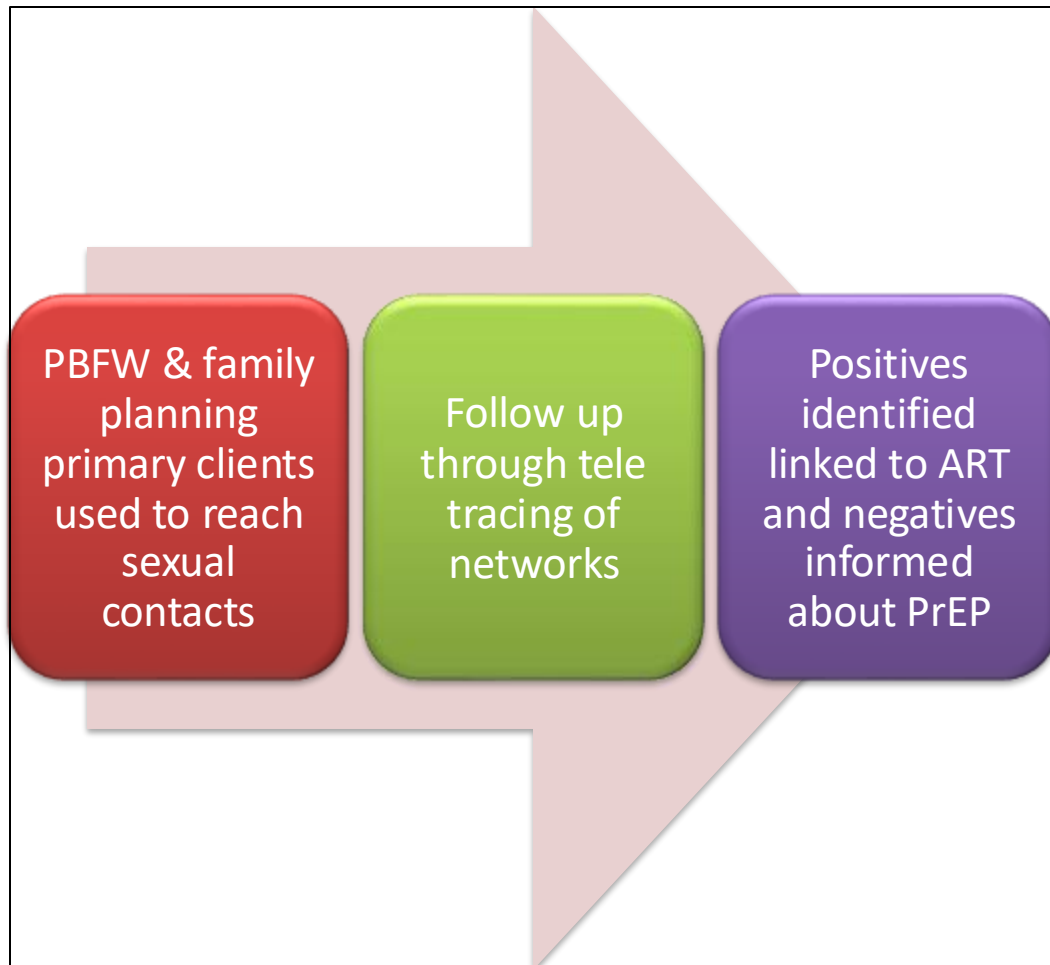 PBFW & family
planning
primary clients
used to reach
sexual
contacts
Follow up
through tele
tracing of
networks
Positives
identified
linked to ART
and negatives
informed
about PrEP